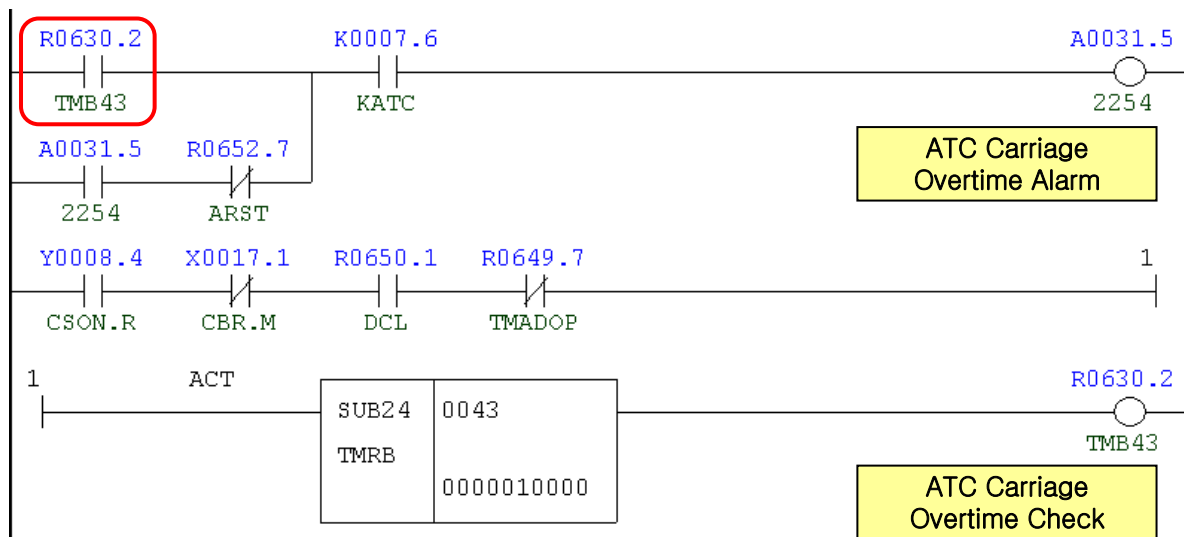 R0630.2 K0007.6 A0031.5
TMB43 KATC 2254
A0031.5 R0652.7
2254 ARST
ATC Carriage
Overtime Alarm
Y0008.4 X0017.1 R0650.1 R0649.7 1
CSON.R CBR.M DCL TMADOP
1 ACT R0630.2
SUB24 0043
TMRB TMB43
0000010000
ATC Carriage
Overtime Check